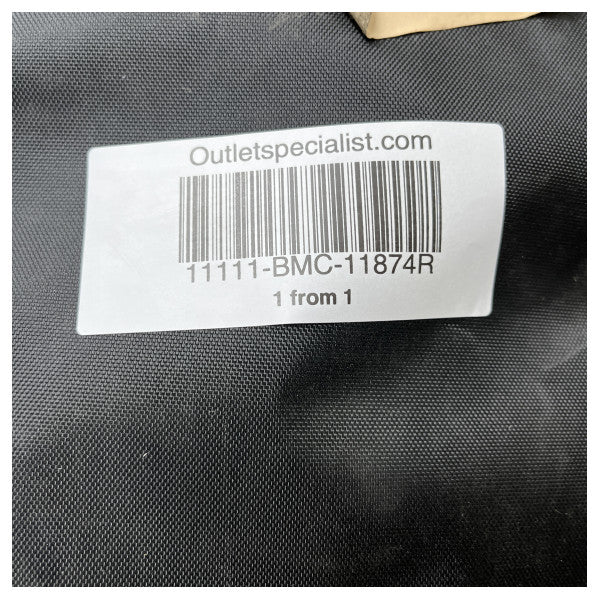 Outletspecialist.com
11111-BMC-11874R
1 from 1